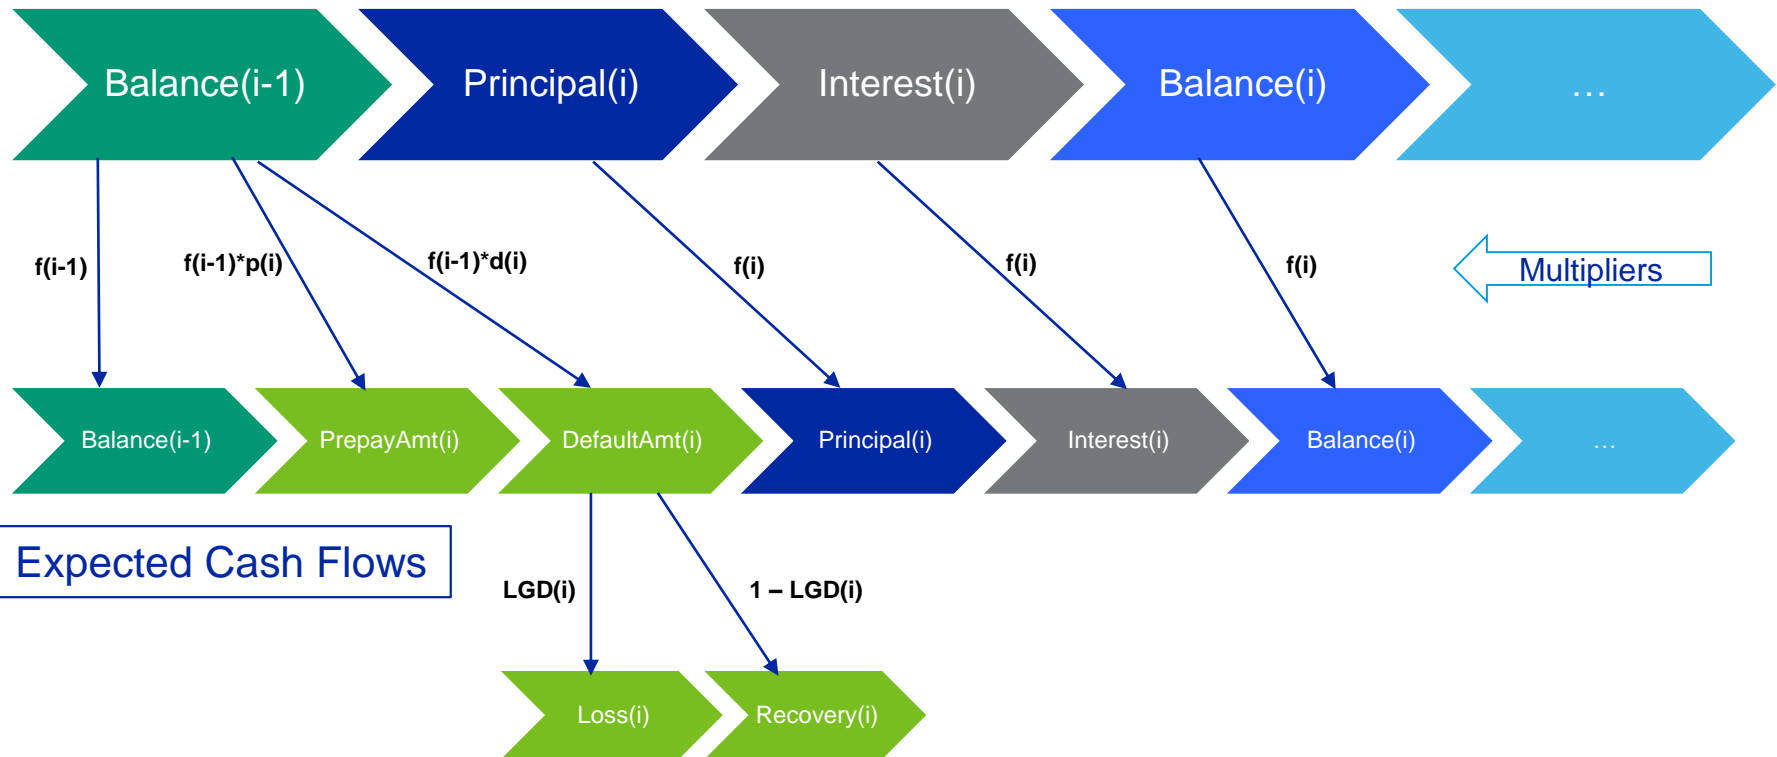 Balance(i-1)
Principal(i)
Interest(i)
Balance(i)
…
f(i-1)
f(i-1)*p(i)
f(i-1)*d(i)
f(i)
f(i)
f(i)
Multipliers
Balance(i-1)
PrepayAmt(i)
DefaultAmt(i)
Principal(i)
Interest(i)
Balance(i)
…
Expected Cash Flows
LGD(i)
1 – LGD(i)
Loss(i)
Recovery(i)